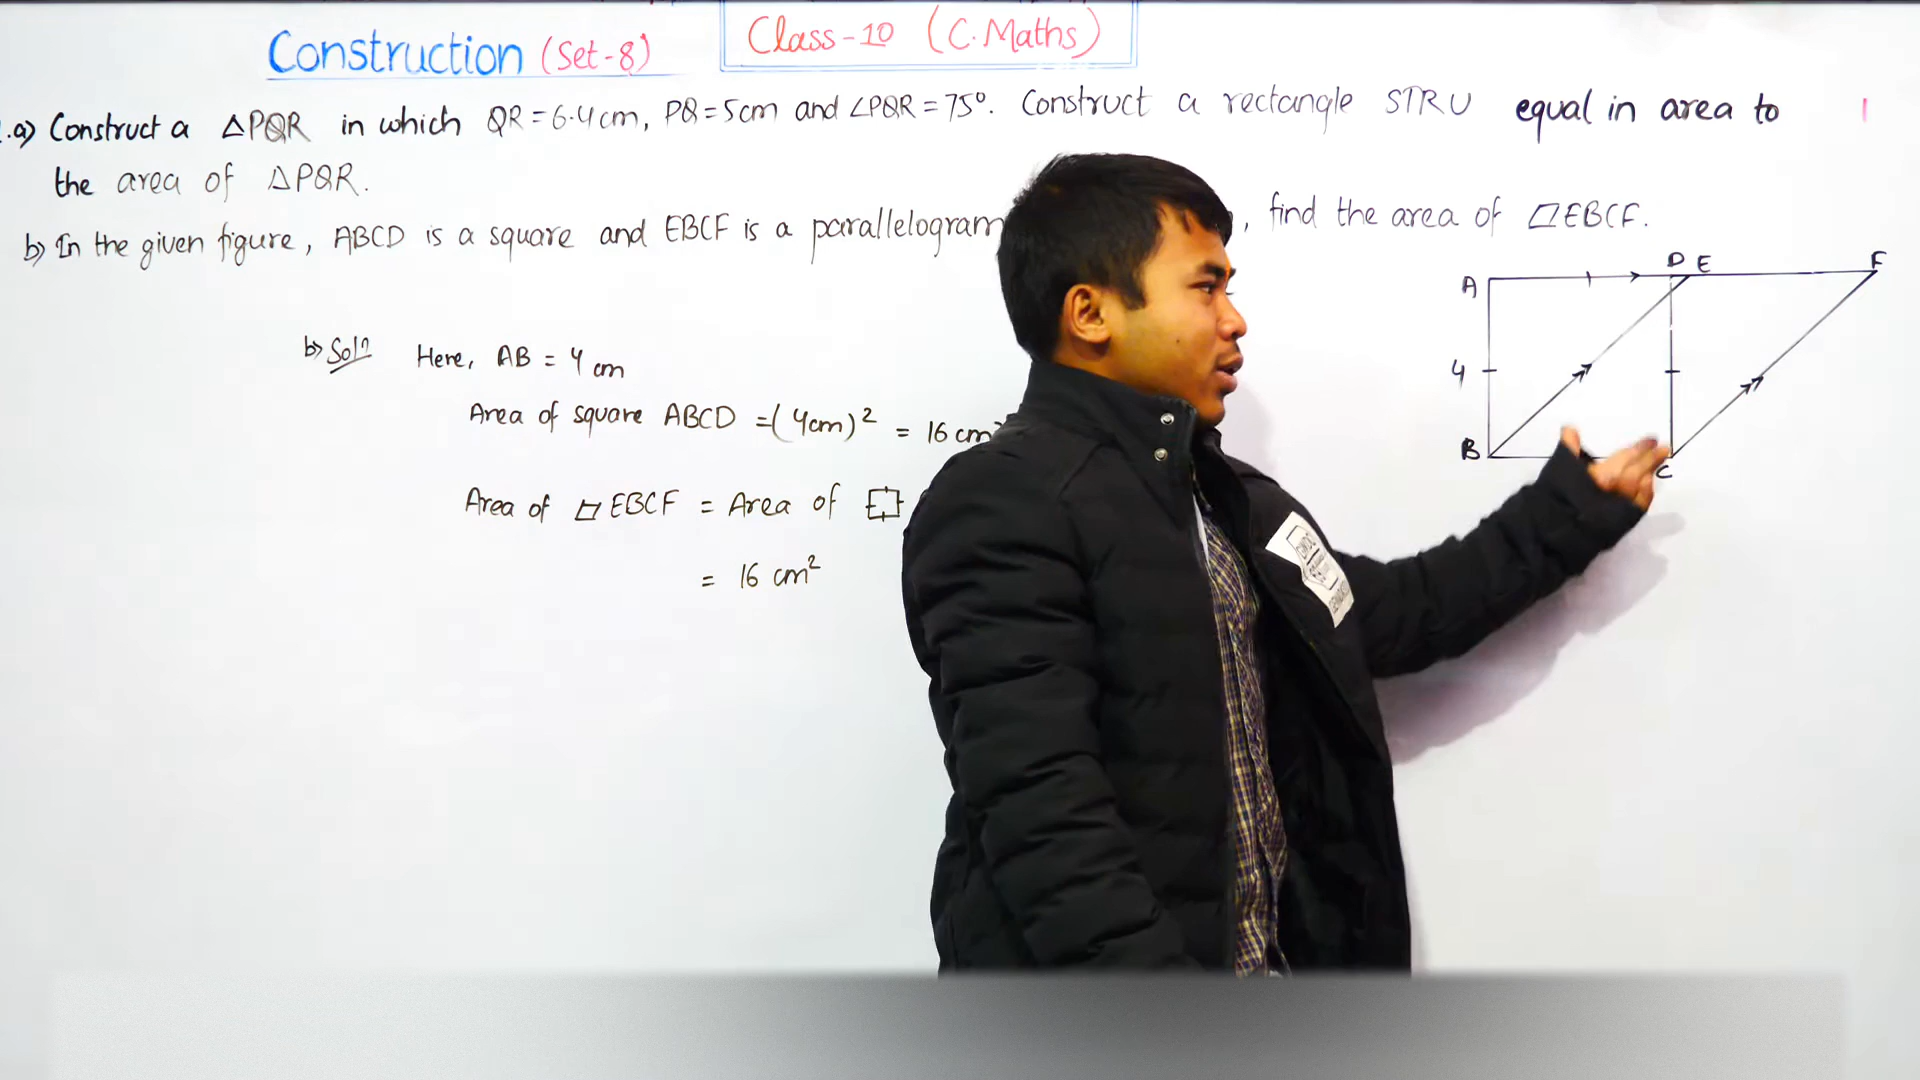 Construction (Set-8)
Class-10 (C.Maths)
.a) Construct a △PQR in which QR = 6.4cm, PQ = 5cm and ∠PQR = 75°. Construct a rectangle STRU equal in area to
the area of △PQR.
b) In the given figure, ABCD is a square and EBCF is a parallelogram , find the area of ▱EBCF.
A D E F
4
B C
b) Solⁿ Here, AB = 4 cm
Area of square ABCD = (4cm)² = 16 cm²
Area of ▱ EBCF = Area of □
= 16 cm²